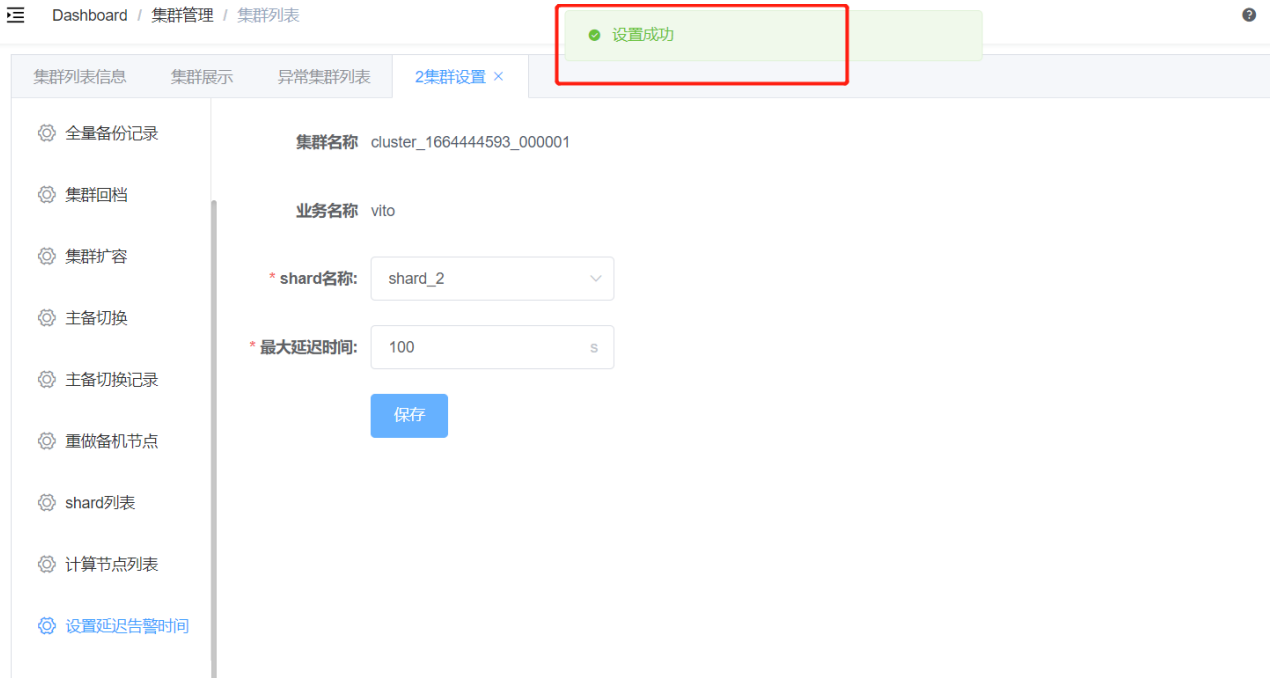 Dashboard / 集群管理 / 集群列表
设置成功
集群列表信息 集群展示 异常集群列表 2集群设置 ×
全量备份记录
集群回档
集群扩容
主备切换
主备切换记录
重做备机节点
shard列表
计算节点列表
设置延迟告警时间
集群名称 cluster_1664444593_000001
业务名称 vito
* shard名称: shard_2
* 最大延迟时间: 100 s
保存